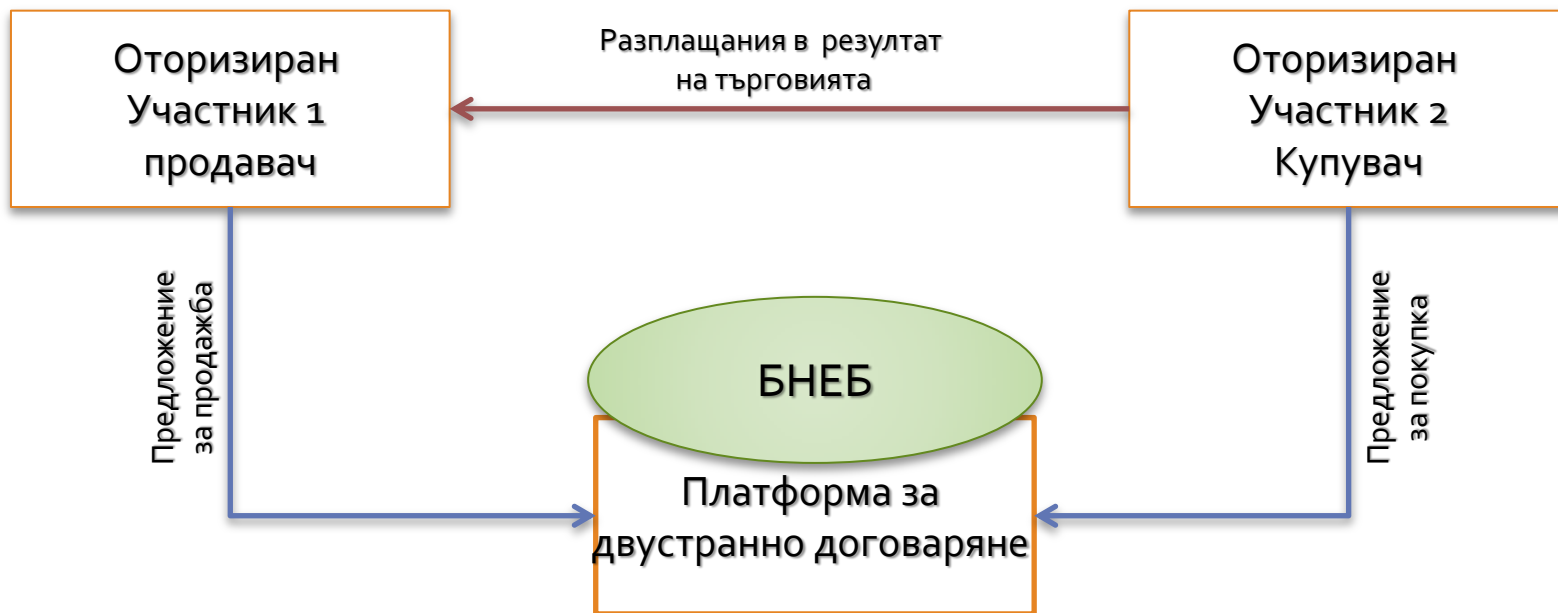 Оторизиран
Участник 1
продавач
Разплащания в резултат
на търговията
Оторизиран
Участник 2
Купувач
Предложение
за продажба
БНЕБ
Платформа за
двустранно договаряне
Предложение
за покупка